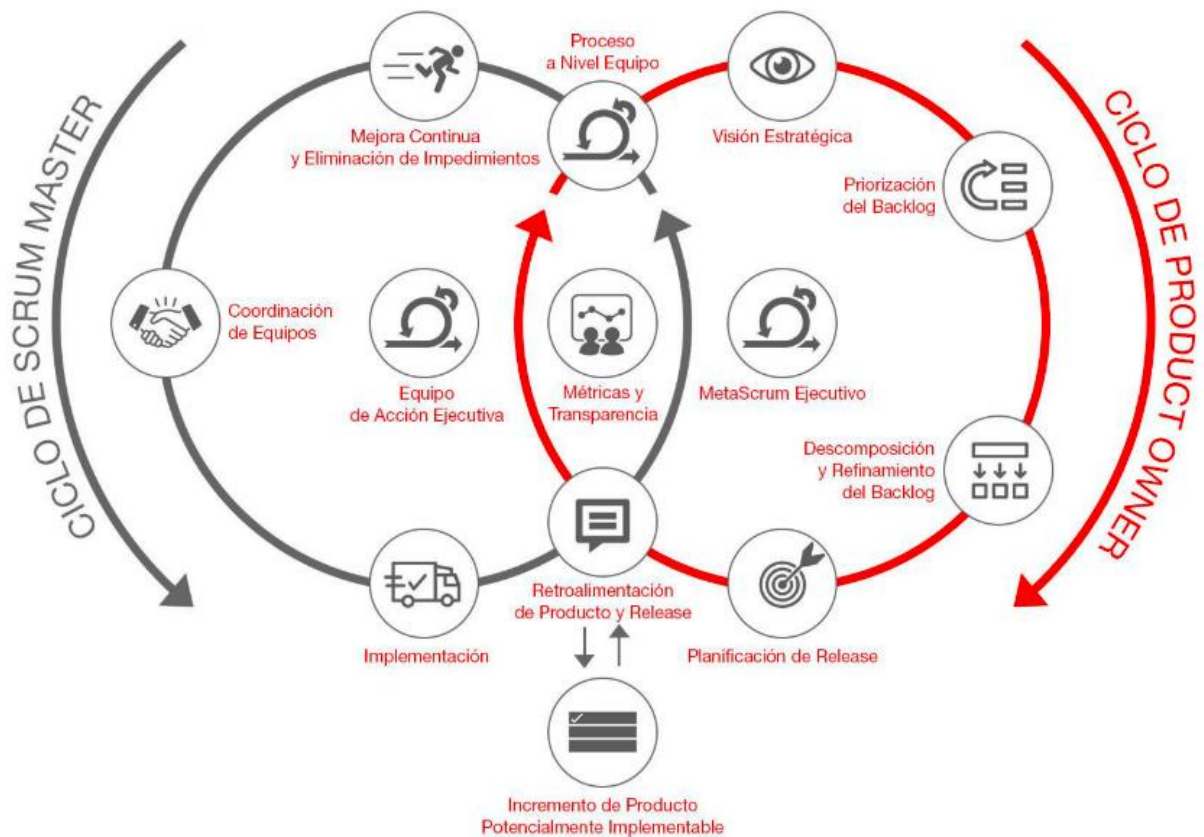 CICLO DE SCRUM MASTER
Mejora Continua
y Eliminación de Impedimientos
Proceso
a Nivel Equipo
Visión Estratégica
Priorización
del Backlog
CICLO DE PRODUCT OWNER
Coordinación
de Equipos
Equipo
de Acción Ejecutiva
Métricas y
Transparencia
MetaScrum Ejecutivo
Descomposición
y Refinamiento
del Backlog
Implementación
Retroalimentación
de Producto y Release
Planificación de Release
Incremento de Producto
Potencialmente Implementable